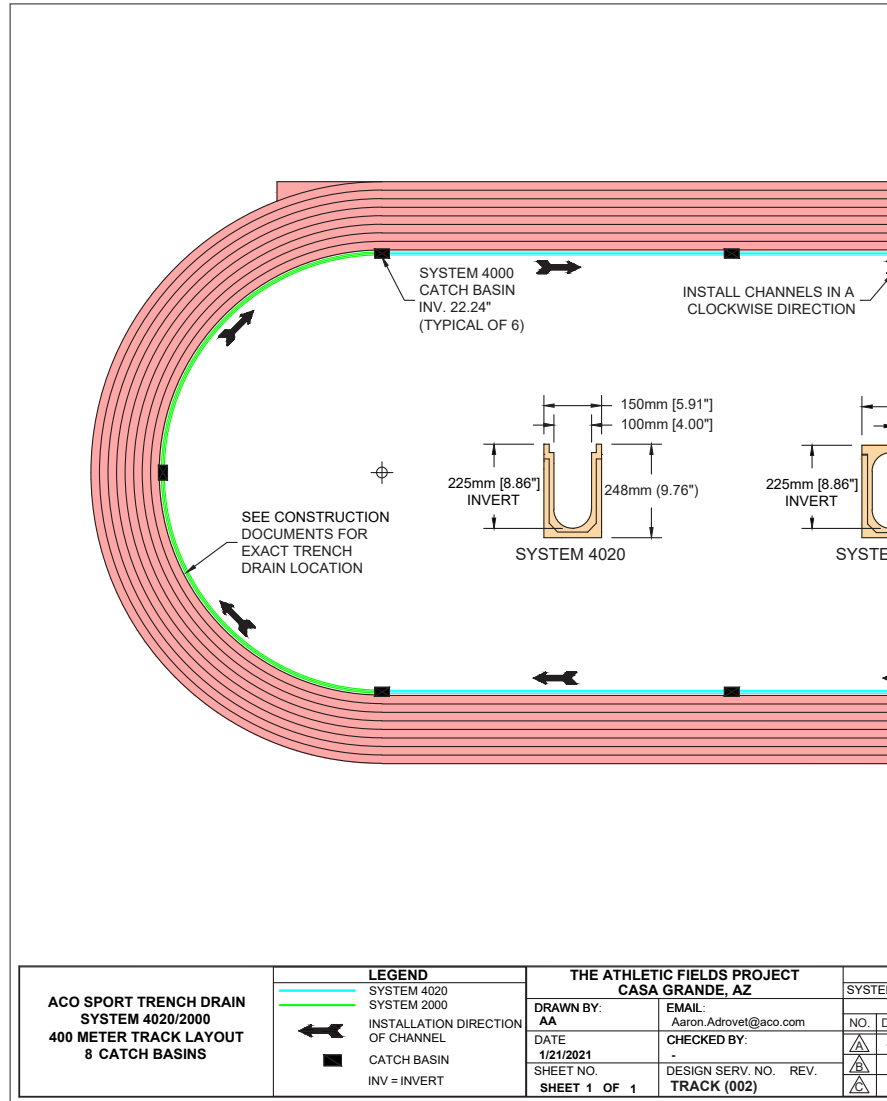 SYSTEM 4000
CATCH BASIN
INV. 22.24"
(TYPICAL OF 6)
INSTALL CHANNELS IN A
CLOCKWISE DIRECTION
150mm [5.91"]
100mm [4.00"]
225mm [8.86"]
INVERT
248mm (9.76")
SYSTEM 4020
225mm [8.86"]
INVERT
SYSTE
SEE CONSTRUCTION
DOCUMENTS FOR
EXACT TRENCH
DRAIN LOCATION
ACO SPORT TRENCH DRAIN
SYSTEM 4020/2000
400 METER TRACK LAYOUT
8 CATCH BASINS
LEGEND
SYSTEM 4020
SYSTEM 2000
INSTALLATION DIRECTION
OF CHANNEL
CATCH BASIN
INV = INVERT
THE ATHLETIC FIELDS PROJECT
CASA GRANDE, AZ
DRAWN BY:
AA
EMAIL:
Aaron.Adrovet@aco.com
DATE
1/21/2021
CHECKED BY:
-
SHEET NO.
SHEET 1 OF 1
DESIGN SERV. NO. REV.
TRACK (002)
SYSTE
NO. D
A
B
C